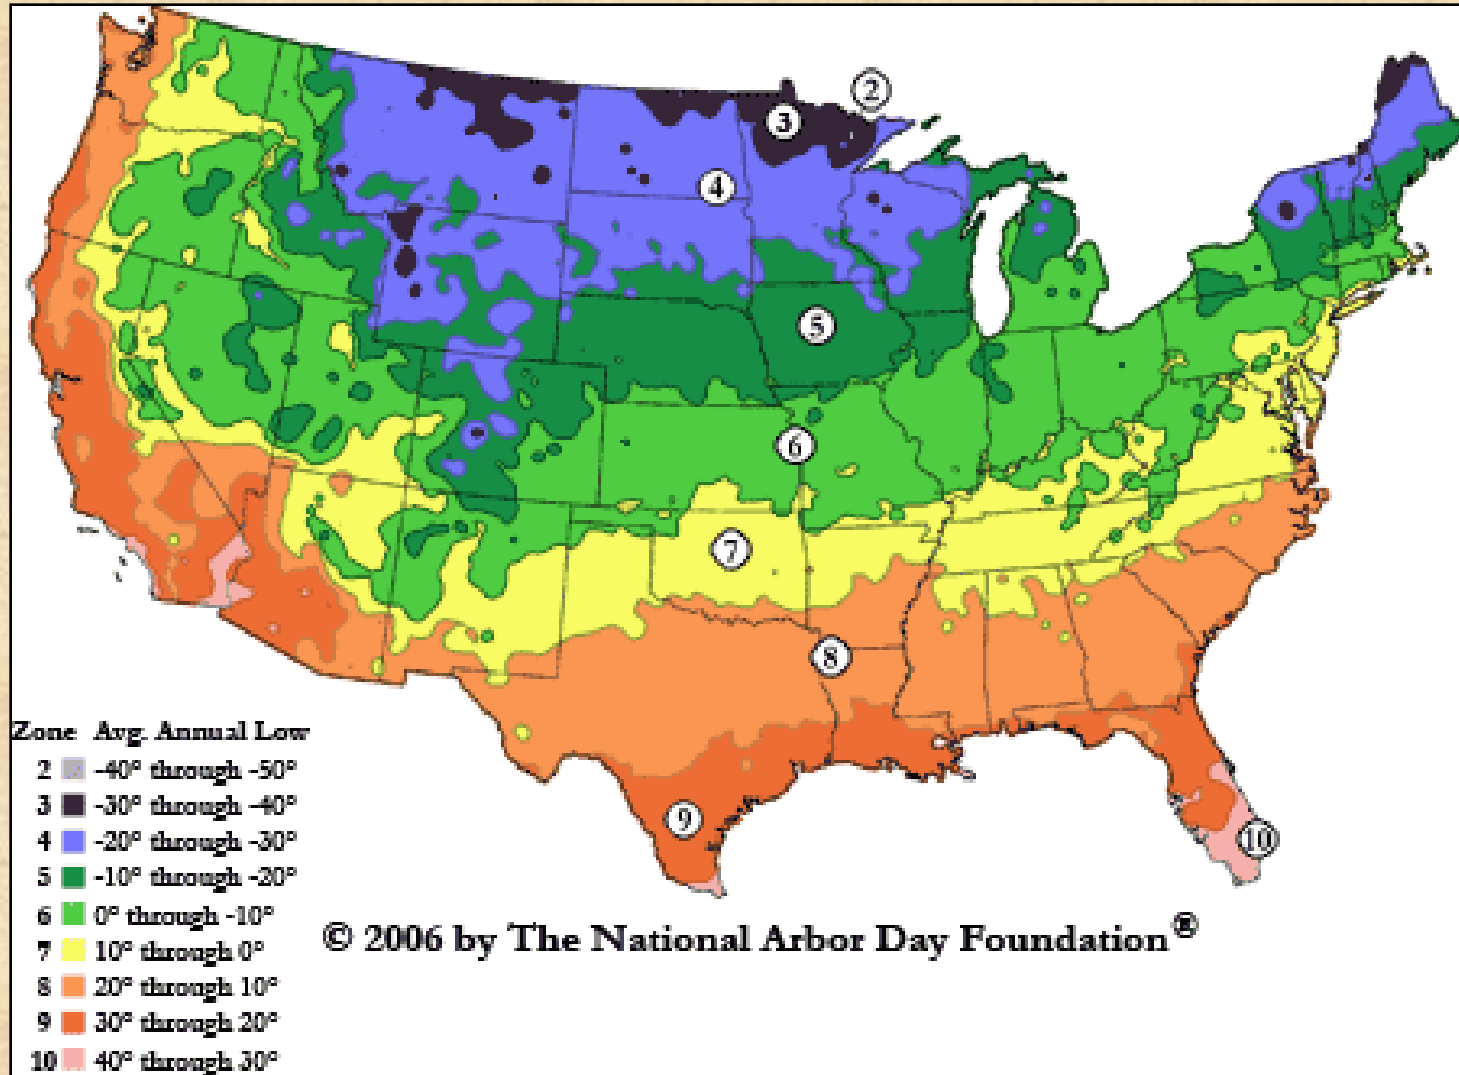 2
3
4
5
6
7
8
9
10
Zone Avg. Annual Low
2 -40° through -50°
3 -30° through -40°
4 -20° through -30°
5 -10° through -20°
6 0° through -10°
7 10° through 0°
8 20° through 10°
9 30° through 20°
10 40° through 30°
© 2006 by The National Arbor Day Foundation®